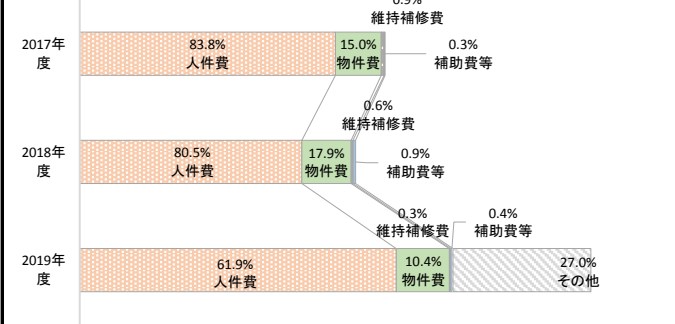 0.9%
維持補修費
2017年
度
83.8%
人件費
15.0%
物件費
0.3%
補助費等
0.6%
維持補修費
2018年
度
80.5%
人件費
17.9%
物件費
0.9%
補助費等
0.3%
維持補修費
0.4%
補助費等
2019年
度
61.9%
人件費
10.4%
物件費
27.0%
その他